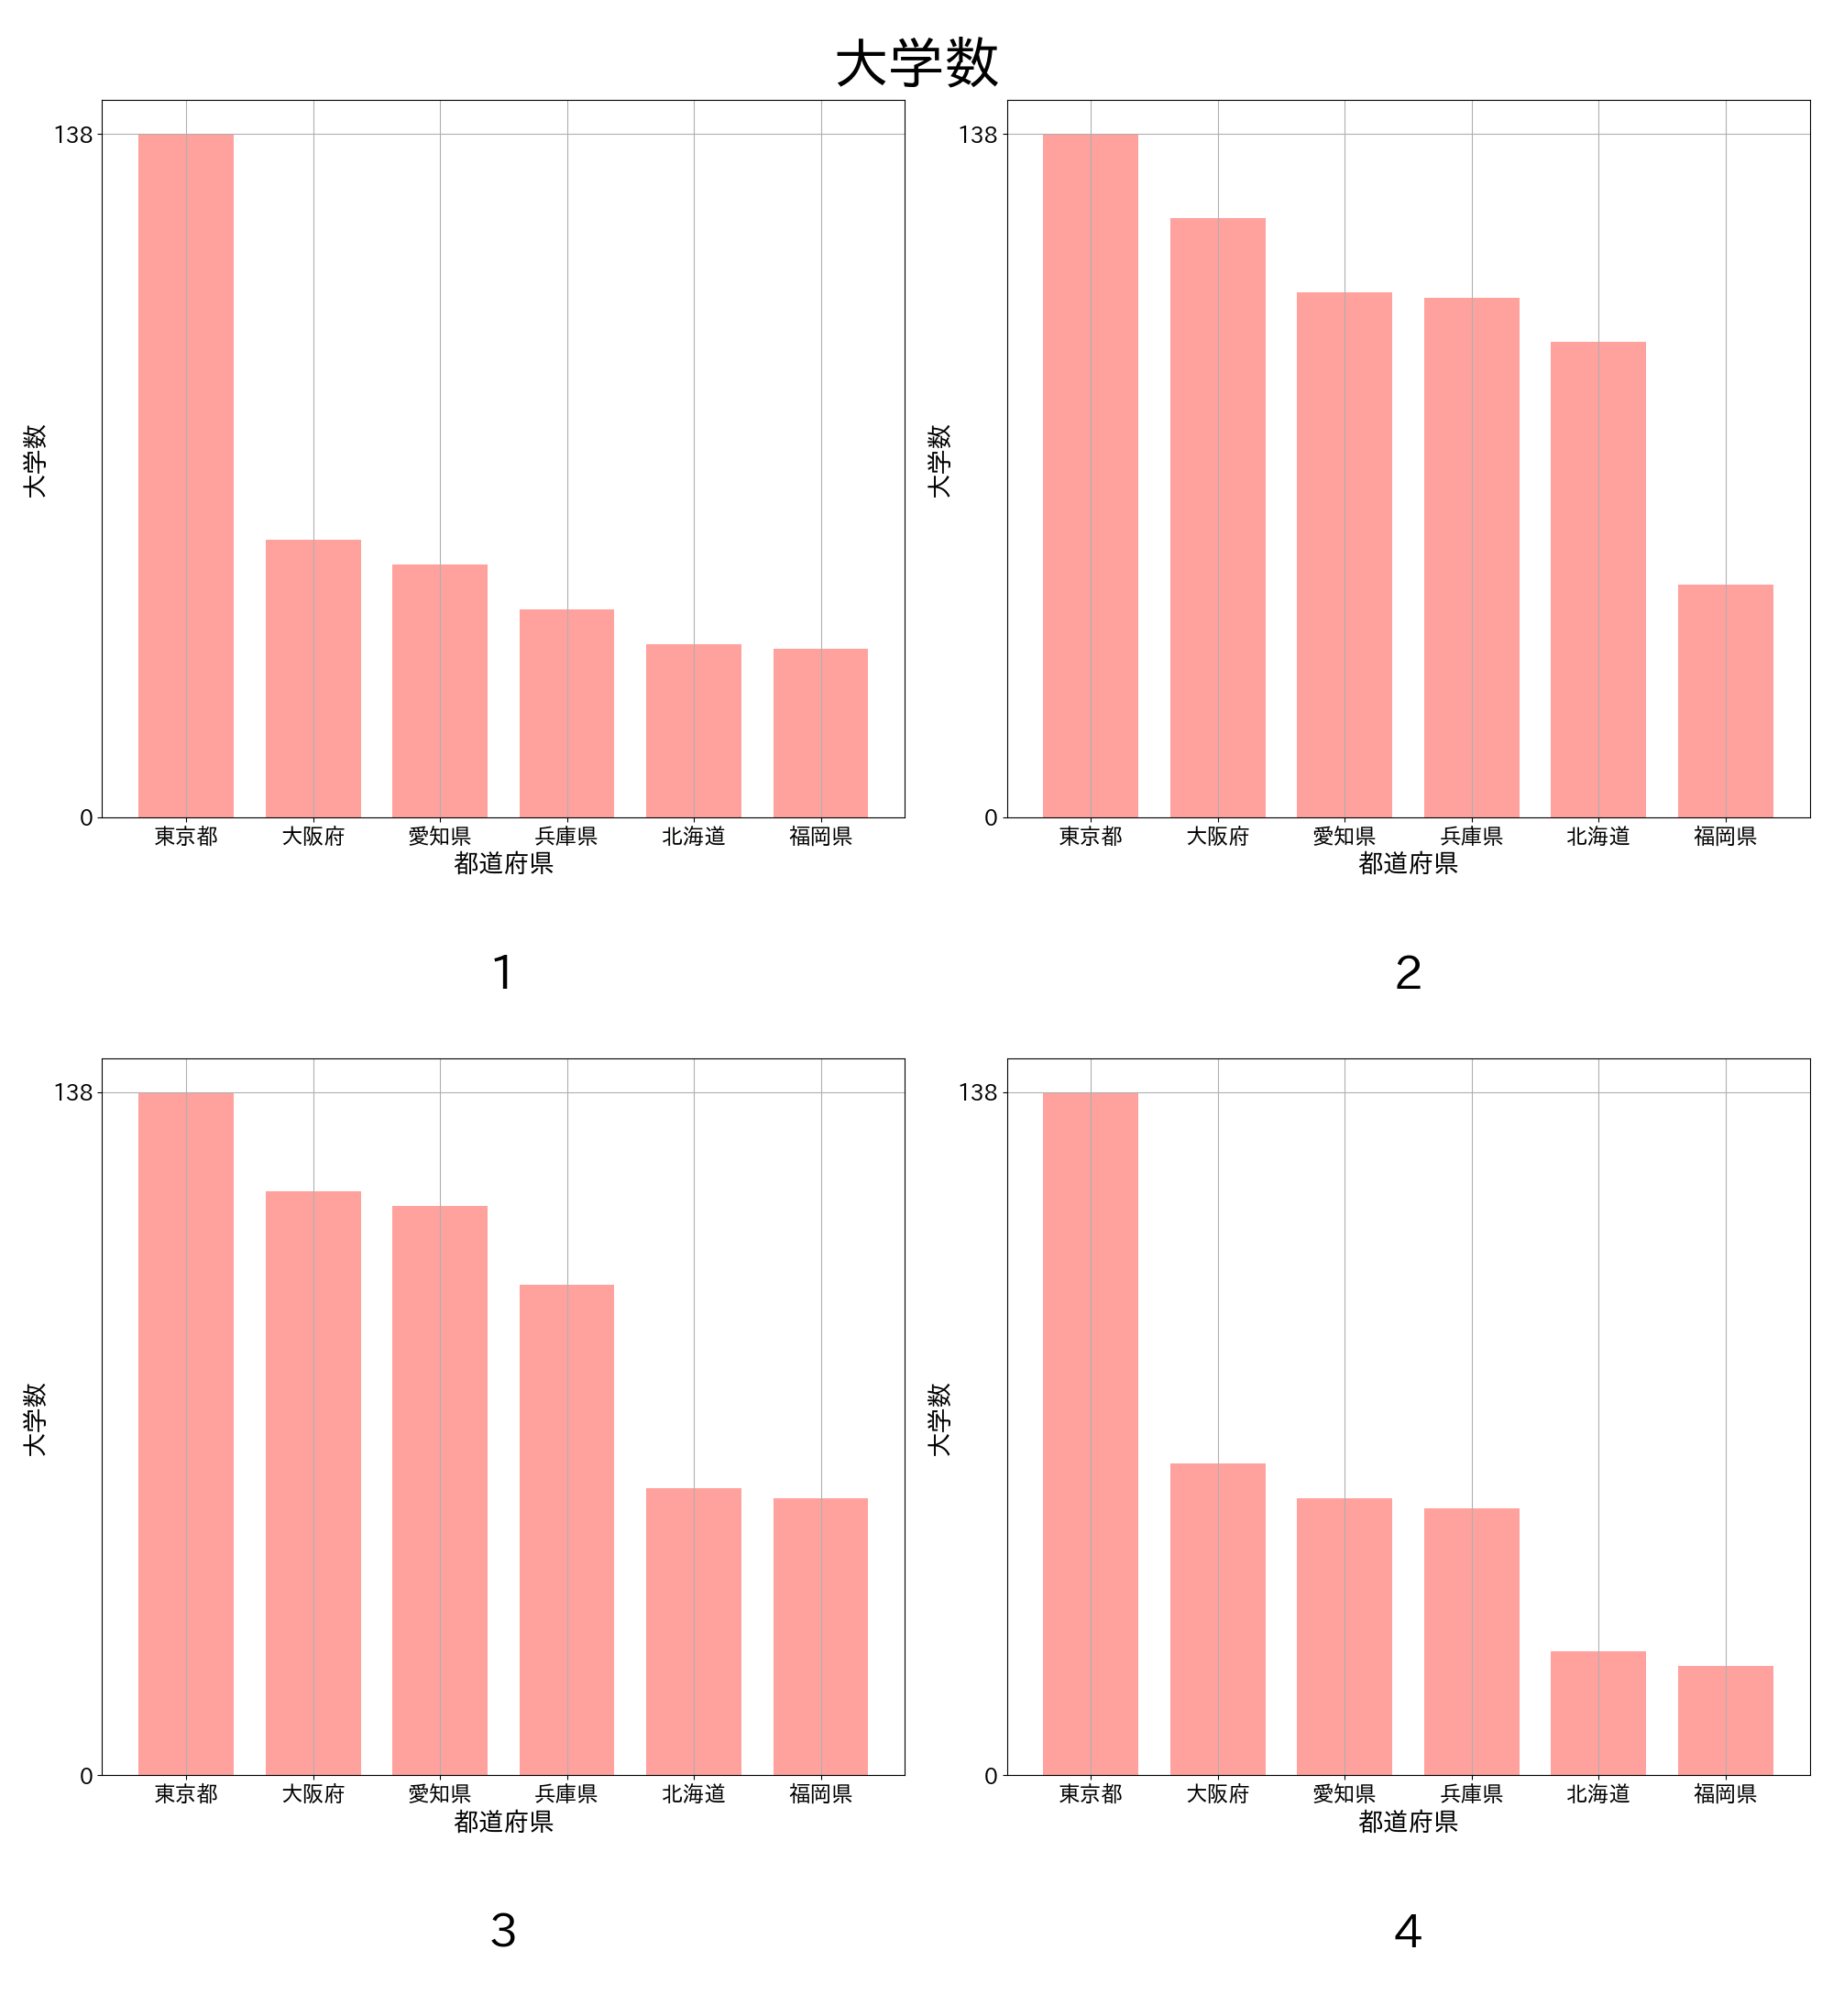 大学数
138
0
大学数
東京都 大阪府 愛知県 兵庫県 北海道 福岡県
都道府県
1
138
0
大学数
東京都 大阪府 愛知県 兵庫県 北海道 福岡県
都道府県
2
138
0
大学数
東京都 大阪府 愛知県 兵庫県 北海道 福岡県
都道府県
3
138
0
大学数
東京都 大阪府 愛知県 兵庫県 北海道 福岡県
都道府県
4